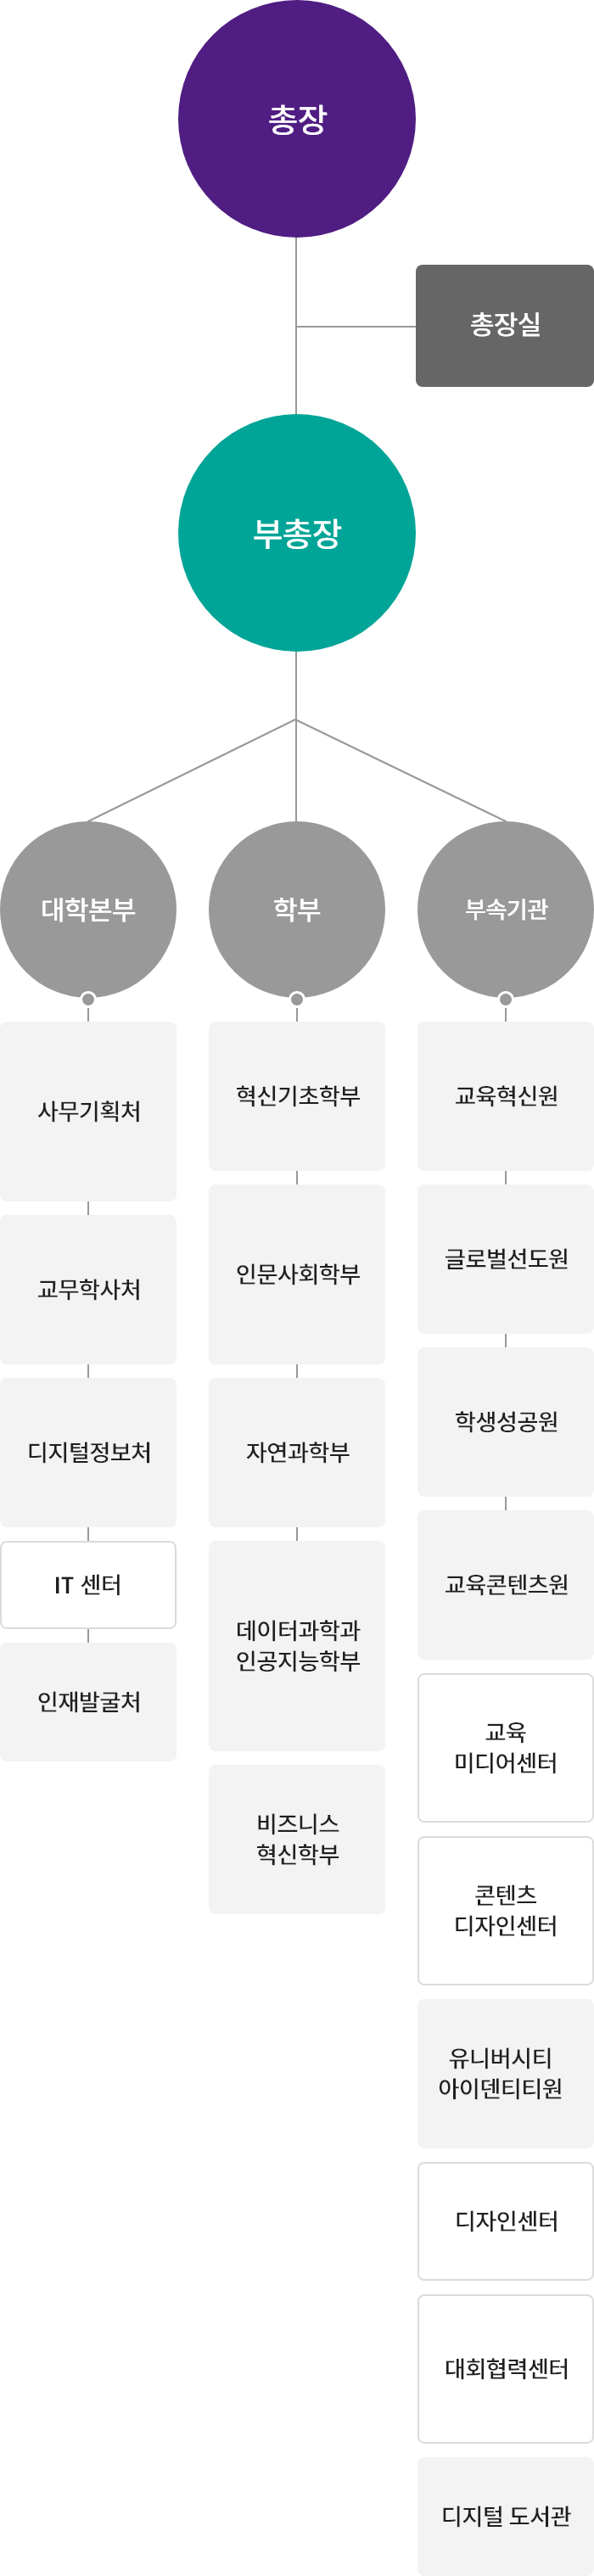 총장
총장실
부총장
대학본부
학부
부속기관
사무기획처
교무학사처
디지털정보처
IT 센터
인재발굴처
혁신기초학부
인문사회학부
자연과학부
데이터과학과
인공지능학부
비즈니스
혁신학부
교육혁신원
글로벌선도원
학생성공원
교육콘텐츠원
교육
미디어센터
콘텐츠
디자인센터
유니버시티
아이덴티티원
디자인센터
대회협력센터
디지털 도서관